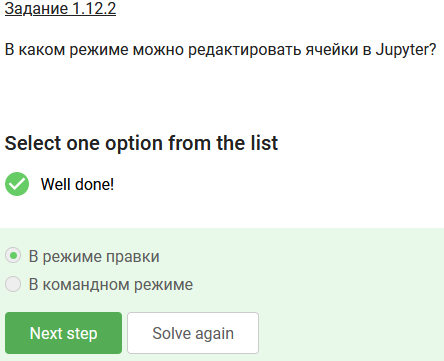 Задание 1.12.2
В каком режиме можно редактировать ячейки в Jupyter?
Select one option from the list
Well done!
В режиме правки
В командном режиме
Next step
Solve again